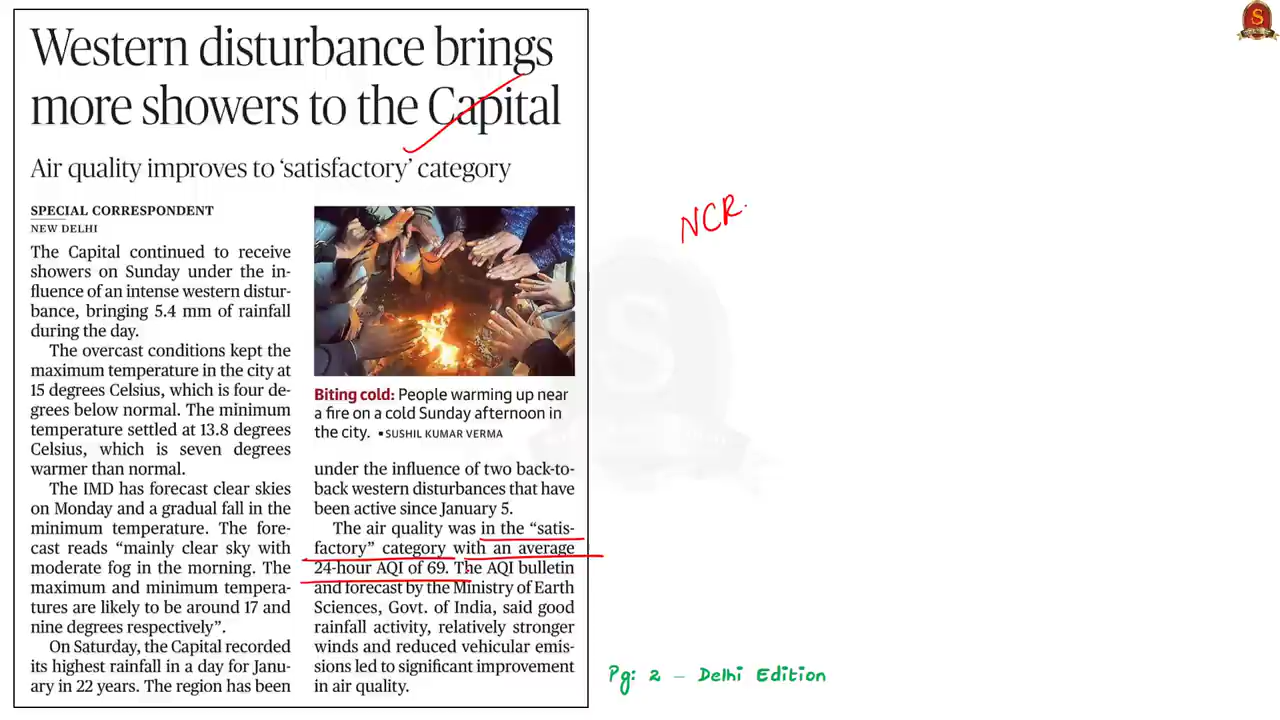 Western disturbance brings
more showers to the Capital
Air quality improves to ‘satisfactory’ category
SPECIAL CORRESPONDENT
NEW DELHI
The Capital continued to receive
showers on Sunday under the in-
fluence of an intense western distur-
bance, bringing 5.4 mm of rainfall
during the day.
The overcast conditions kept the
maximum temperature in the city at
15 degrees Celsius, which is four de-
grees below normal. The minimum
temperature settled at 13.8 degrees
Celsius, which is seven degrees
warmer than normal.
The IMD has forecast clear skies
on Monday and a gradual fall in the
minimum temperature. The fore-
cast reads “mainly clear sky with
moderate fog in the morning. The
maximum and minimum tempera-
tures are likely to be around 17 and
nine degrees respectively”.
On Saturday, the Capital recorded
its highest rainfall in a day for Janu-
ary in 22 years. The region has been
Biting cold: People warming up near
a fire on a cold Sunday afternoon in
the city. ▪SUSHIL KUMAR VERMA
under the influence of two back-to-
back western disturbances that have
been active since January 5.
The air quality was in the “satis-
factory” category with an average
24-hour AQI of 69. The AQI bulletin
and forecast by the Ministry of Earth
Sciences, Govt. of India, said good
rainfall activity, relatively stronger
winds and reduced vehicular emis-
sions led to significant improvement
in air quality.
NCR.
Pg: 2 – Delhi Edition
S
S